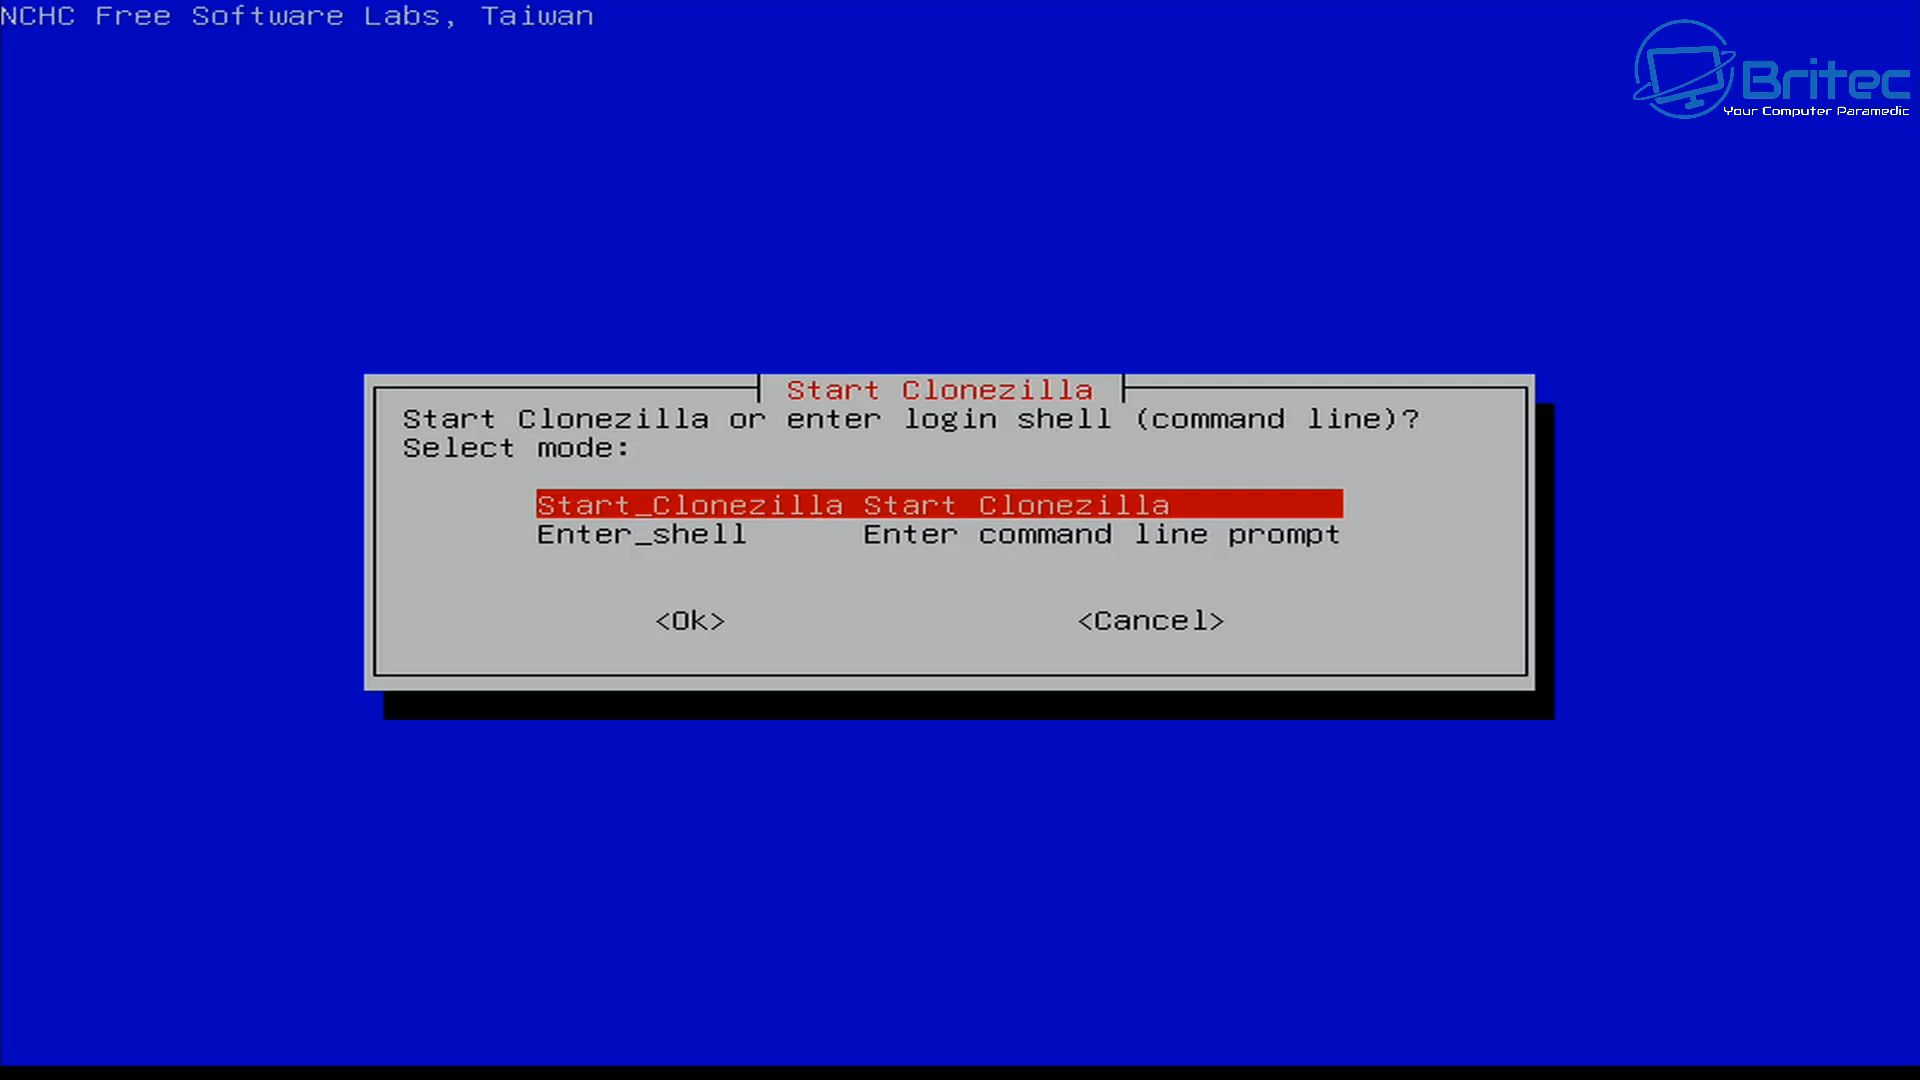 NCHC Free Software Labs, Taiwan
Britec
Your Computer Paramedic
Start Clonezilla
Start Clonezilla or enter login shell (command line)?
Select mode:
Start_Clonezilla Start Clonezilla
Enter_shell Enter command line prompt
<Ok> <Cancel>